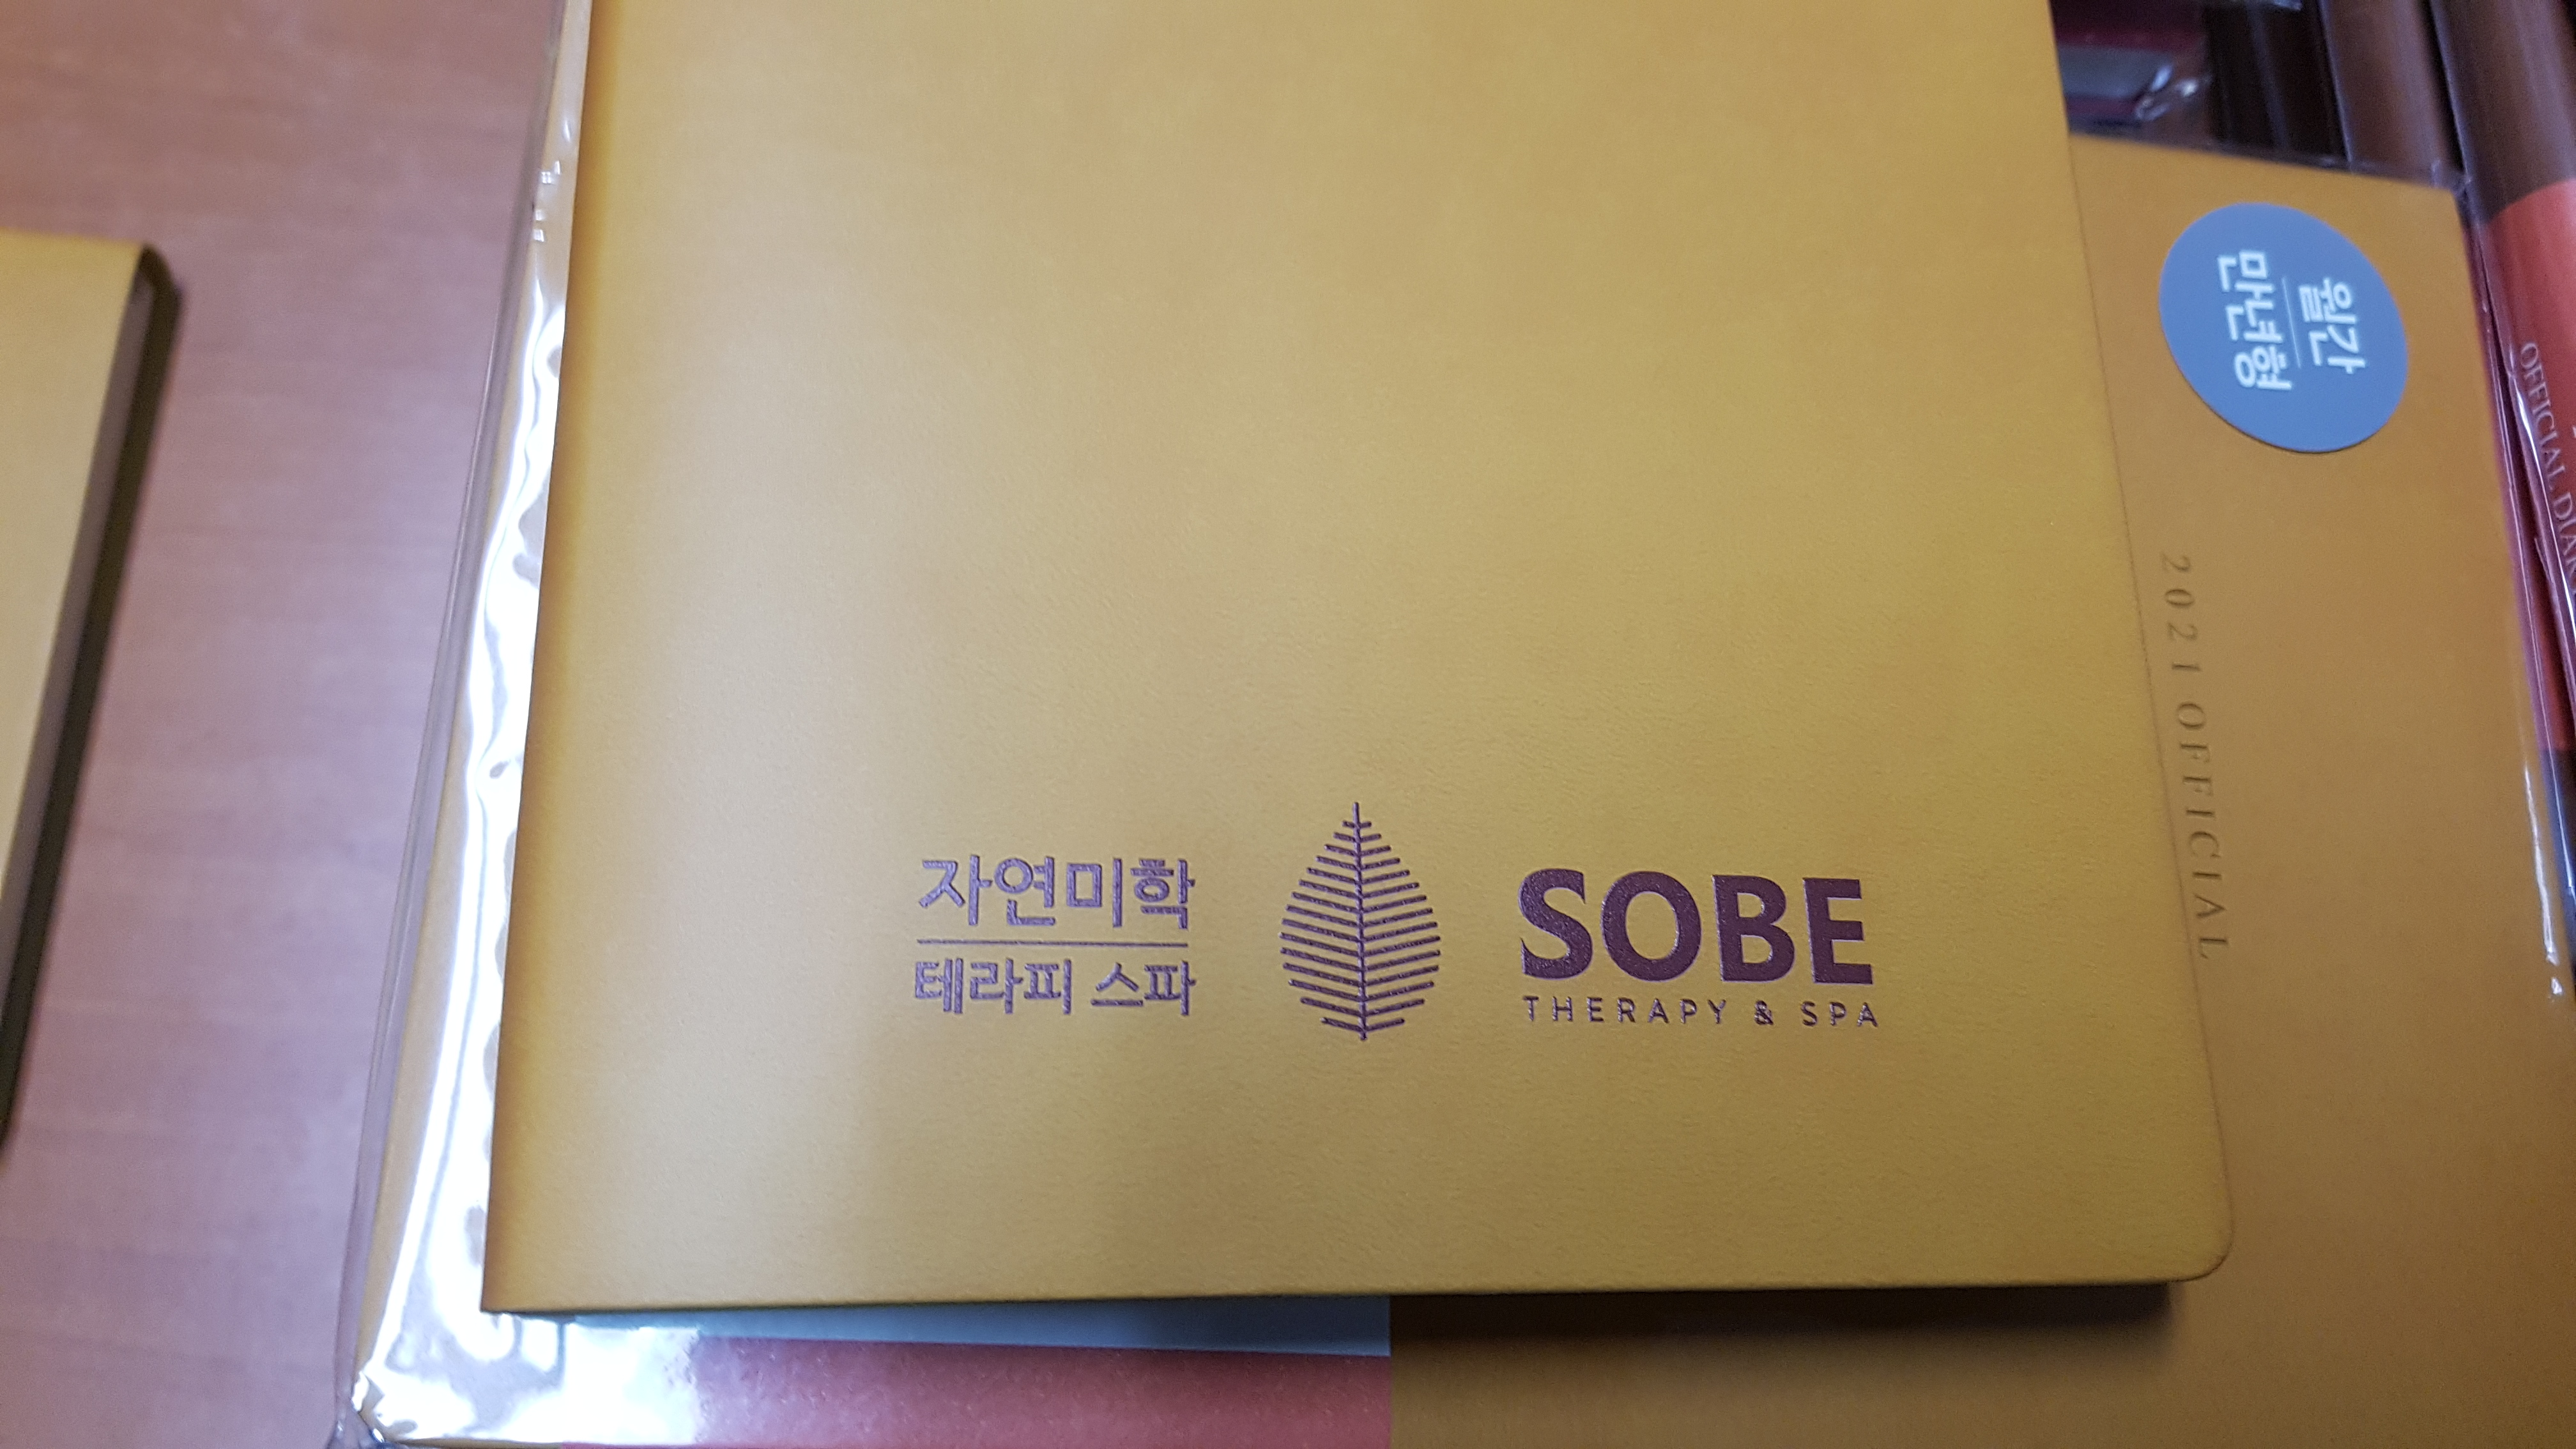 자연미학
테라피 스파
SOBE
THERAPY & SPA
월간
만년형
2021 OFFICIAL
OFFICIAL